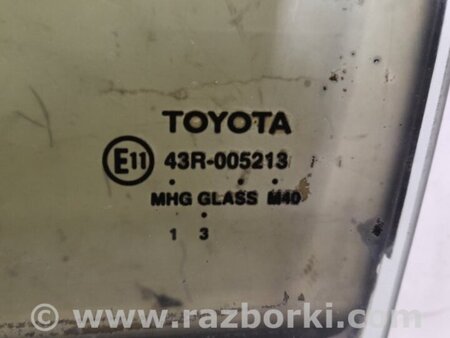 TOYOTA
E11 43R-005213
MHG GLASS M40
1 3
www.razborki.com